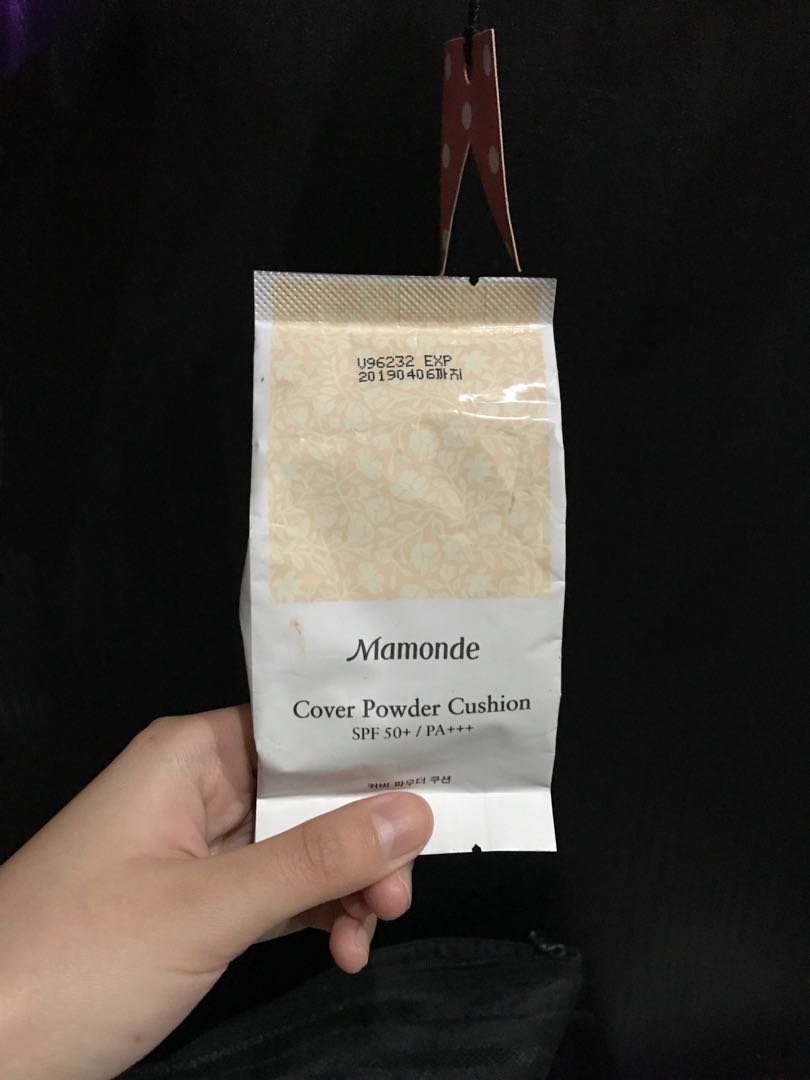 V96232 EXP
20190406까지
Mamonde
Cover Powder Cushion
SPF 50+ / PA+++
커버 파우더 쿠션